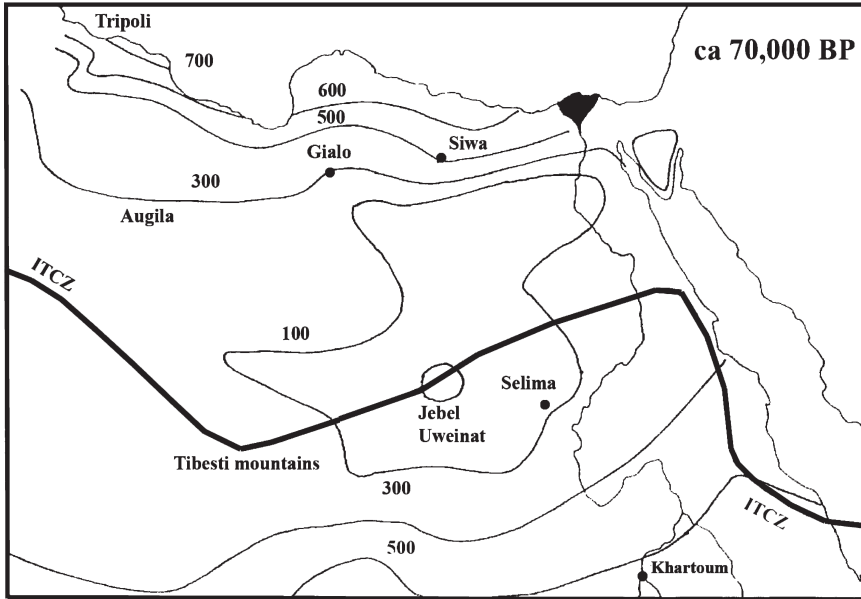 Tripoli
ca 70,000 BP
700
600
500
Siwa
Gialo
300
Augila
ITCZ
100
Selima
Jebel
Uweinat
Tibesti mountains
300
ITCZ
500
Khartoum